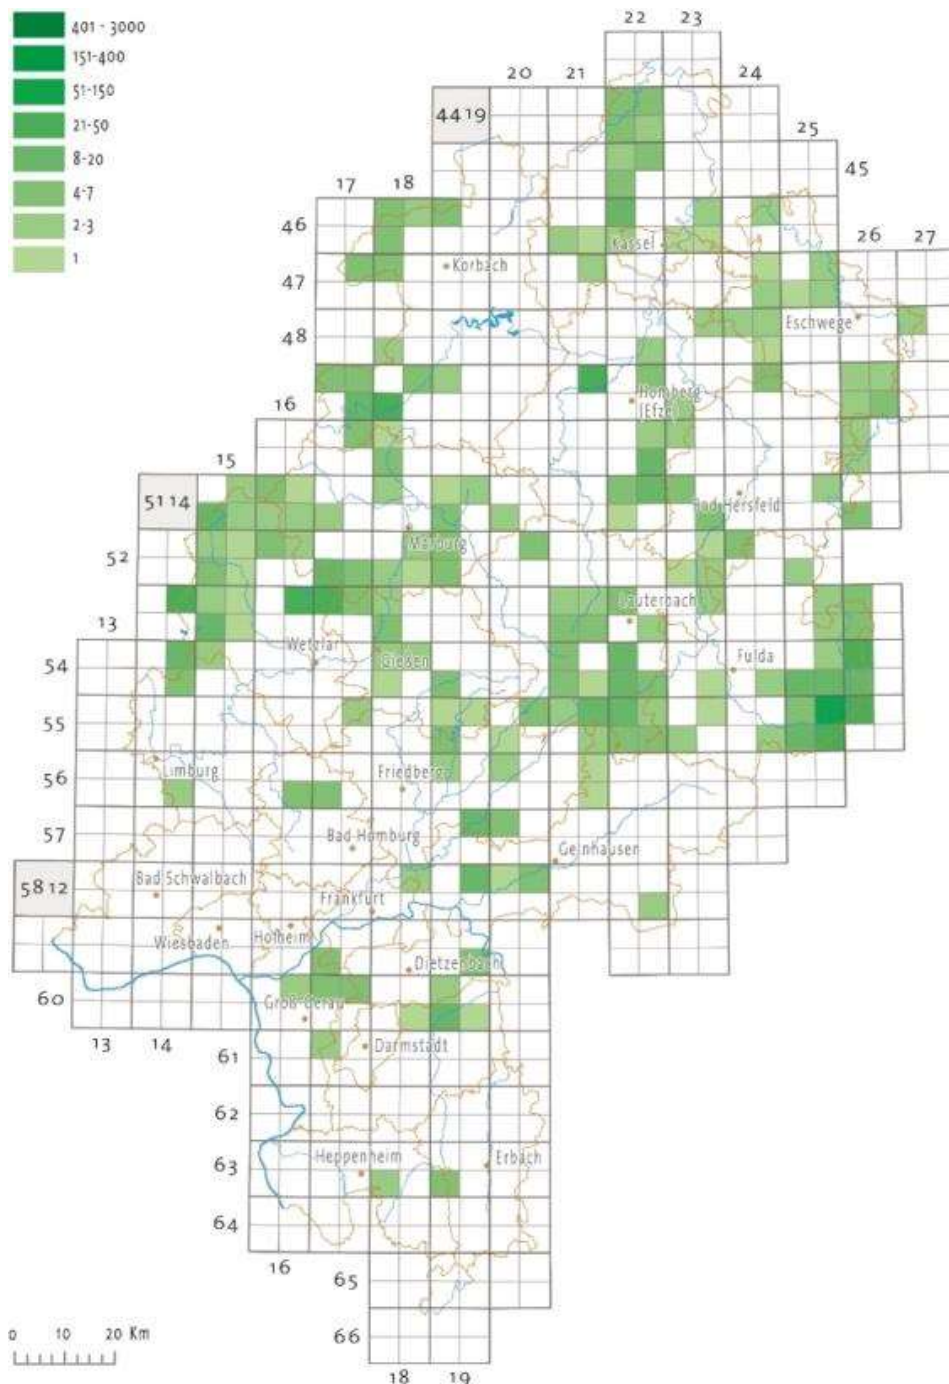 401 - 3000
151-400
51-150
21-50
8-20
4-7
2-3
1
22 23
20 21
24
4419
25
45
17 18
46
Kassel
26 27
Korbach
47
Eschwege
48
Homberg
(Efze)
16
15
5114
Bad Hersfeld
Marburg
52
Lauterbach
13
Wetzlar
54
Gießen
Fulda
55
Limburg
Friedberg
56
Bad Homburg
57
Gelnhausen
5812
Bad Schwalbach
Frankfurt
Wiesbaden
Hofheim
Dietzenbach
60
Groß Gerau
13 14
61
Darmstadt
62
Heppenheim
Erbach
63
64
16
65
0 10 20 Km
66
18 19